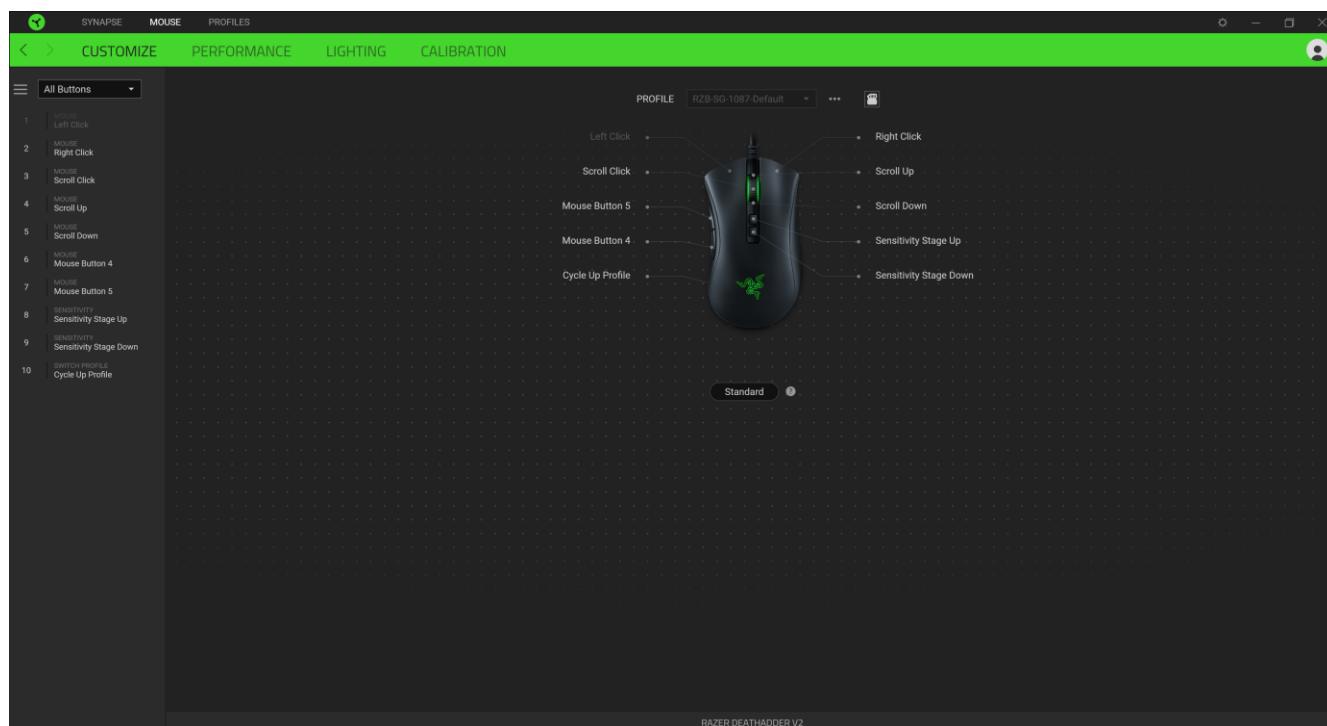 SYNAPSE MOUSE PROFILES
CUSTOMIZE PERFORMANCE LIGHTING CALIBRATION
All Buttons
PROFILE RZB-SG-1087-Default
1 MOUSE
Left Click
2 MOUSE
Right Click
3 MOUSE
Scroll Click
4 MOUSE
Scroll Up
5 MOUSE
Scroll Down
6 MOUSE
Mouse Button 4
7 MOUSE
Mouse Button 5
8 SENSITIVITY
Sensitivity Stage Up
9 SENSITIVITY
Sensitivity Stage Down
10 SWITCH PROFILE
Cycle Up Profile
Left Click
Scroll Click
Mouse Button 5
Mouse Button 4
Cycle Up Profile
Right Click
Scroll Up
Scroll Down
Sensitivity Stage Up
Sensitivity Stage Down
Standard ?
RAZER DEATHADDER V2